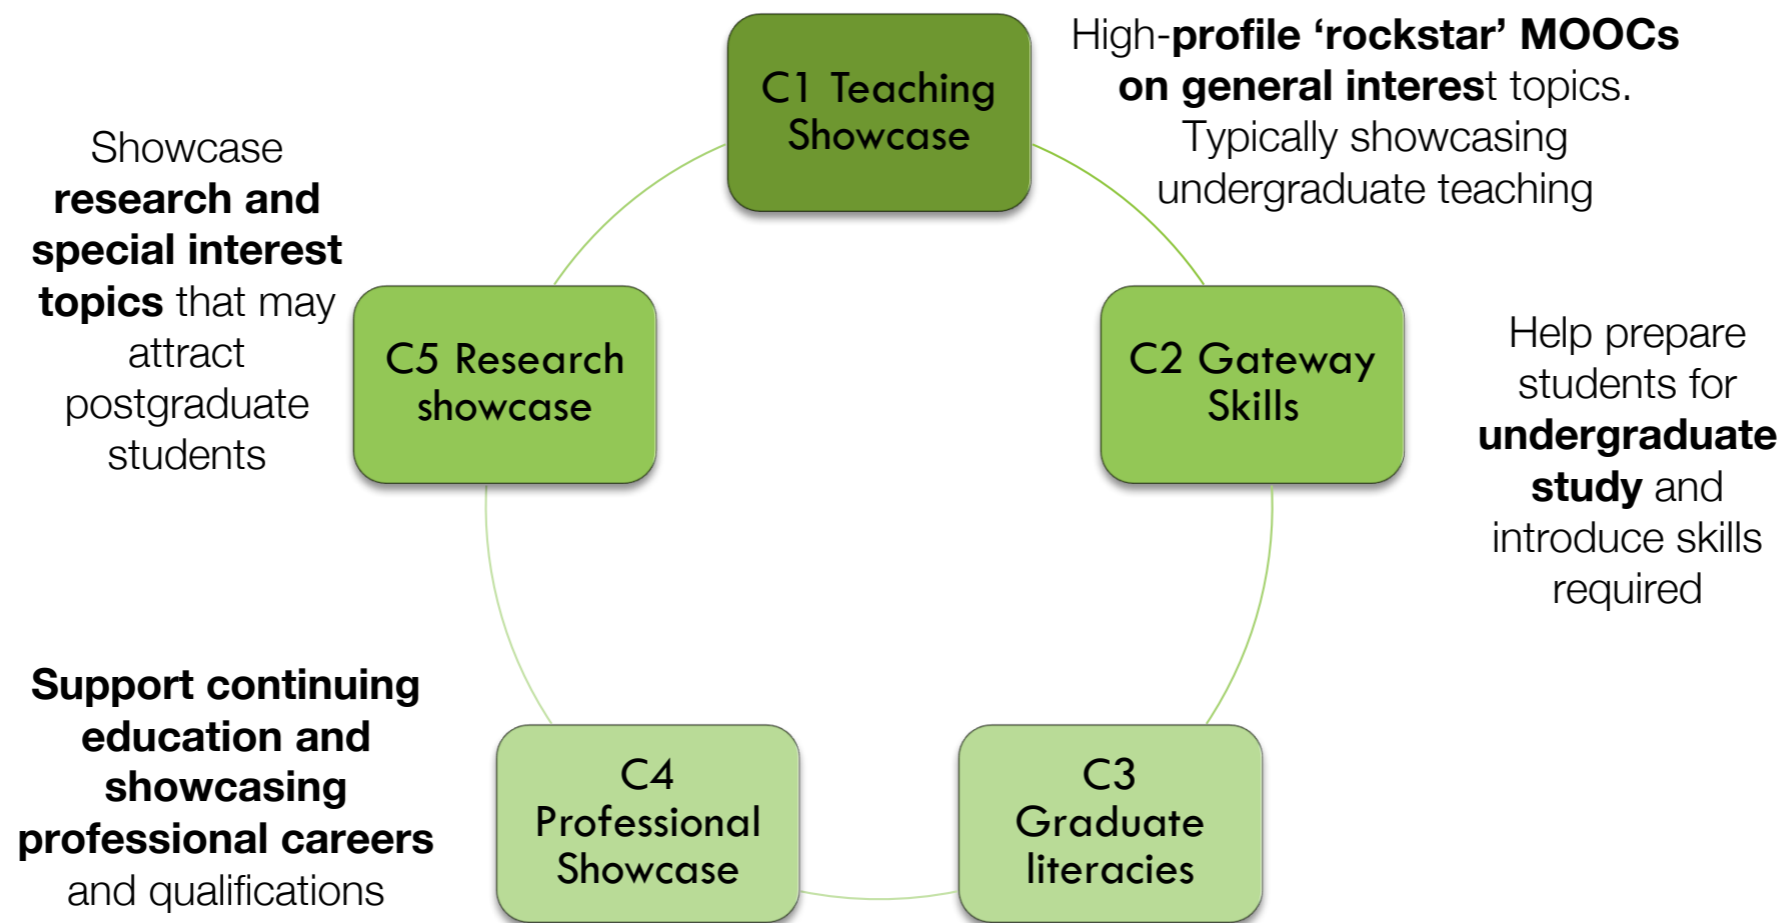 C1 Teaching
Showcase
High-profile ‘rockstar’ MOOCs
on general interest topics.
Typically showcasing
undergraduate teaching
C2 Gateway
Skills
Help prepare
students for
undergraduate
study and
introduce skills
required
C3
Graduate
literacies
C4
Professional
Showcase
Support continuing
education and
showcasing
professional careers
and qualifications
C5 Research
showcase
Showcase
research and
special interest
topics that may
attract
postgraduate
students